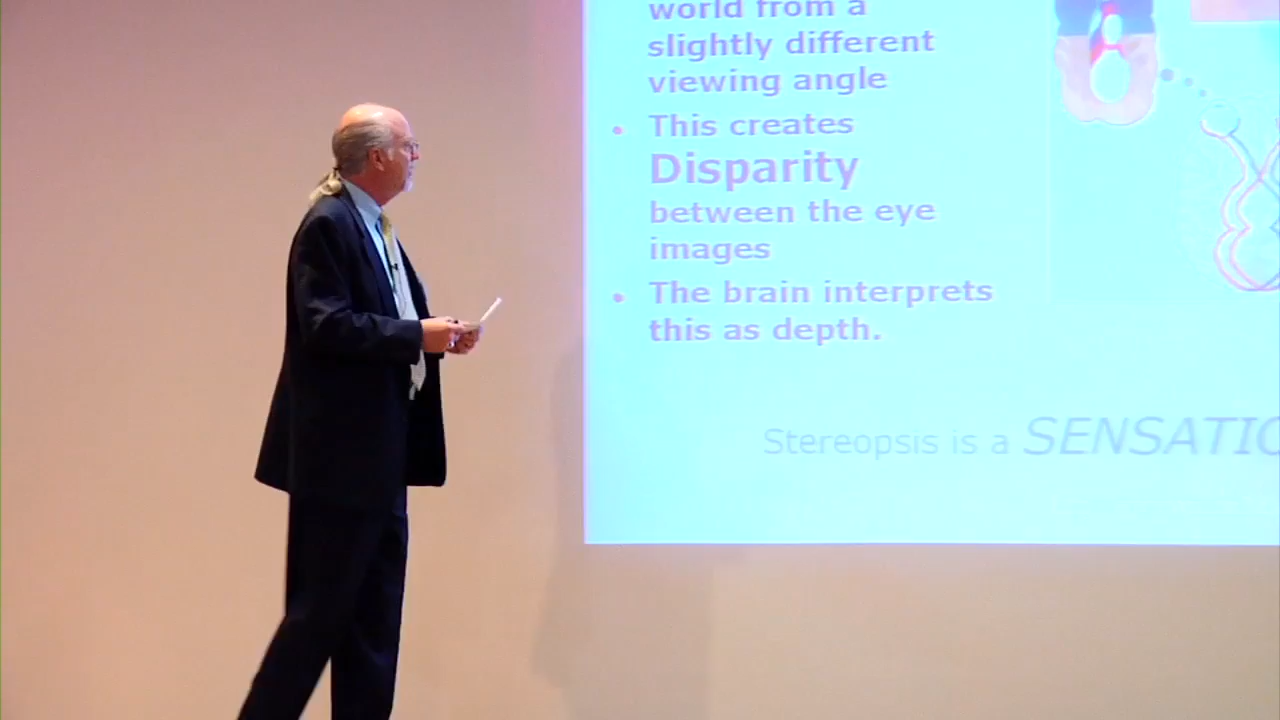 world from a
slightly different
viewing angle
• This creates
Disparity
between the eye
images
• The brain interprets
this as depth.
Stereopsis is a SENSATIO